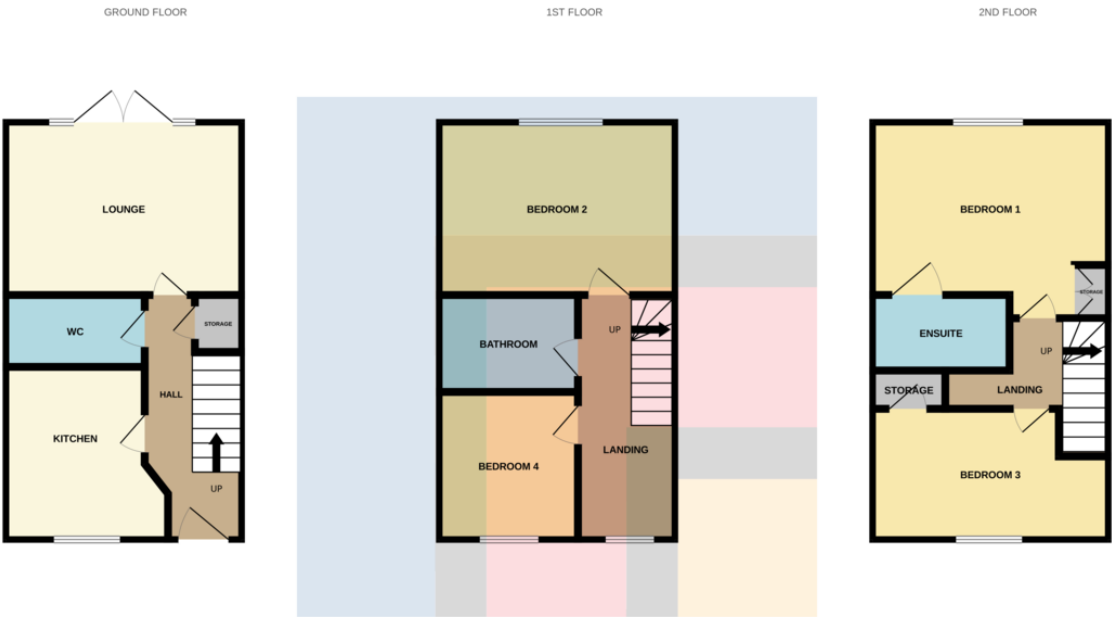 GROUND FLOOR
LOUNGE
WC
STORAGE
HALL
KITCHEN
UP
1ST FLOOR
BEDROOM 2
UP
BATHROOM
LANDING
BEDROOM 4
2ND FLOOR
BEDROOM 1
STORAGE
ENSUITE
UP
STORAGE
LANDING
BEDROOM 3